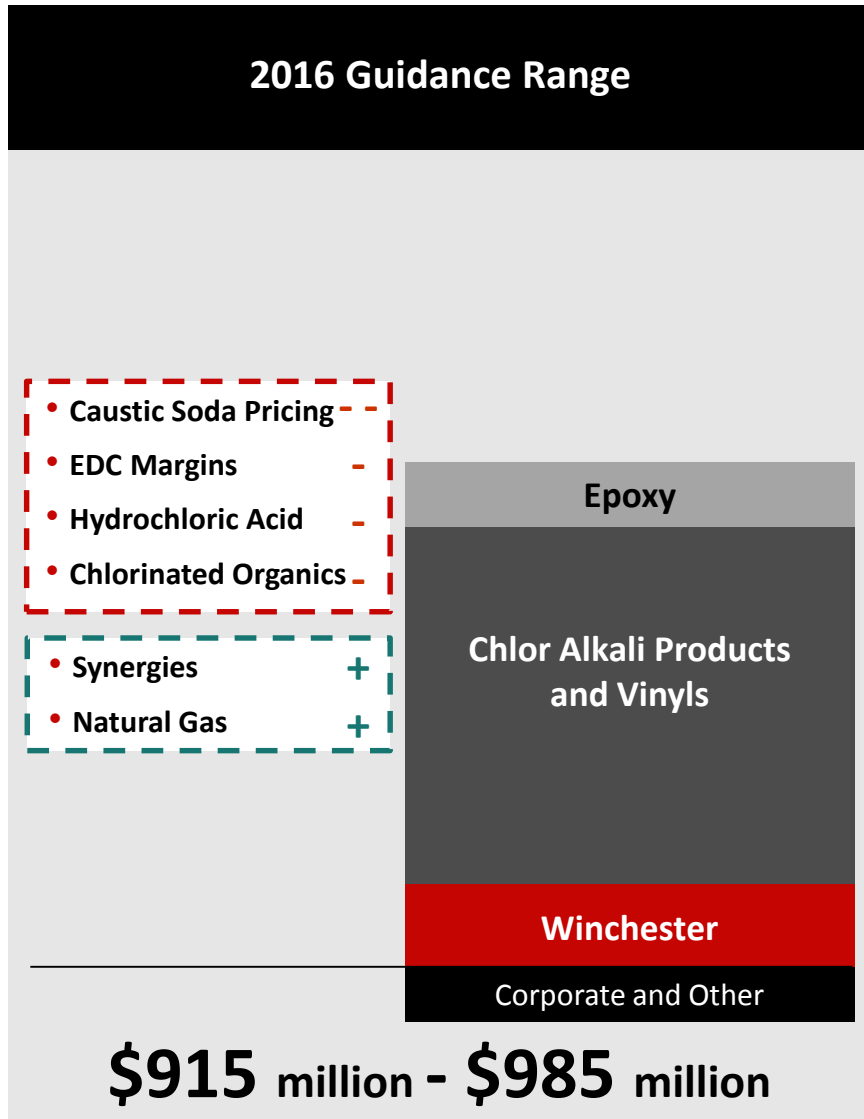 2016 Guidance Range
• Caustic Soda Pricing - -
• EDC Margins -
• Hydrochloric Acid -
• Chlorinated Organics -
• Synergies +
• Natural Gas +
Epoxy
Chlor Alkali Products
and Vinyls
Winchester
Corporate and Other
$915 million - $985 million